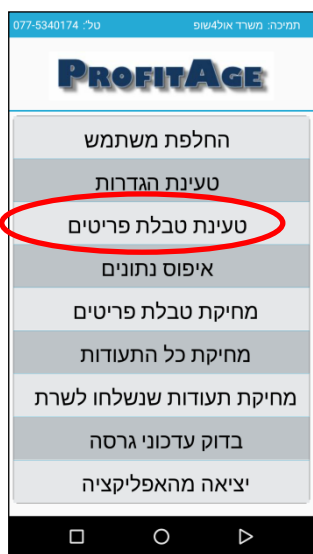 תמיכה: משרד אול4שופ טל': 077-5340174
PROFITAGE
החלפת משתמש
טעינת הגדרות
טעינת טבלת פריטים
איפוס נתונים
מחיקת טבלת פריטים
מחיקת כל התעודות
מחיקת תעודות שנשלחו לשרת
בדוק עדכוני גרסה
יציאה מהאפליקציה